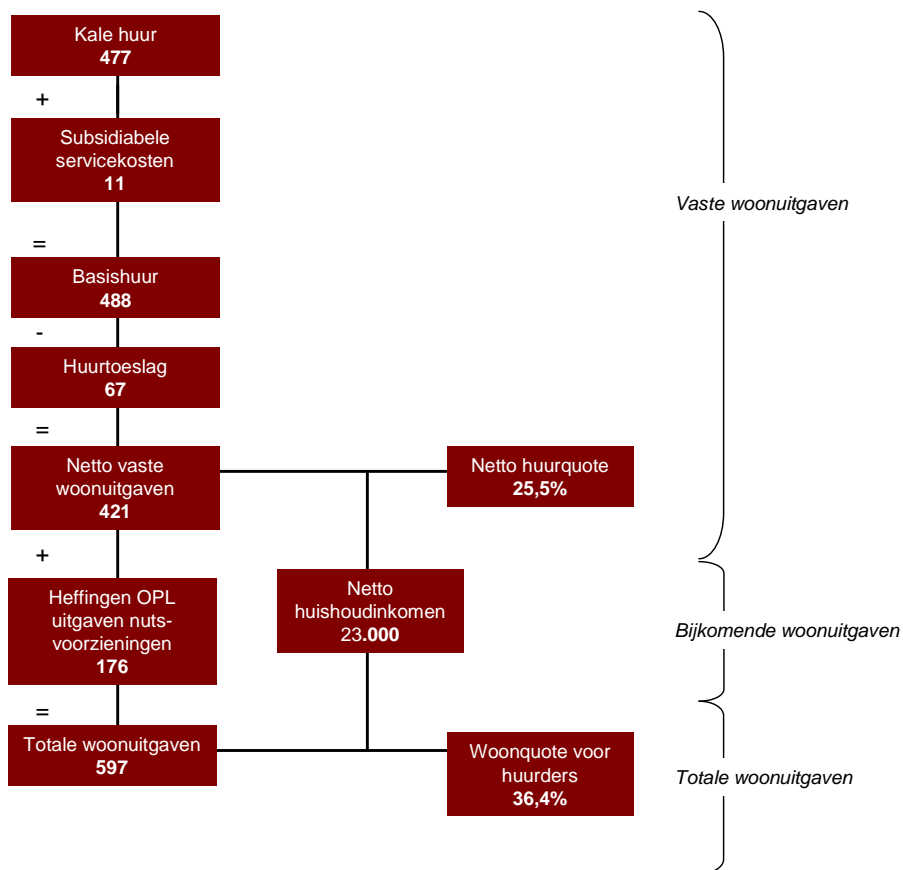 Kale huur
477
+
Subsidiabele
servicekosten
11
=
Basishuur
488
-
Huurtoeslag
67
=
Netto vaste
woonuitgaven
421
Netto huurquote
25,5%
Vaste woonuitgaven
+
Heffingen OPL
uitgaven nuts-
voorzieningen
176
Netto
huishoudinkomen
23.000
Bijkomende woonuitgaven
=
Totale woonuitgaven
597
Woonquote voor
huurders
36,4%
Totale woonuitgaven